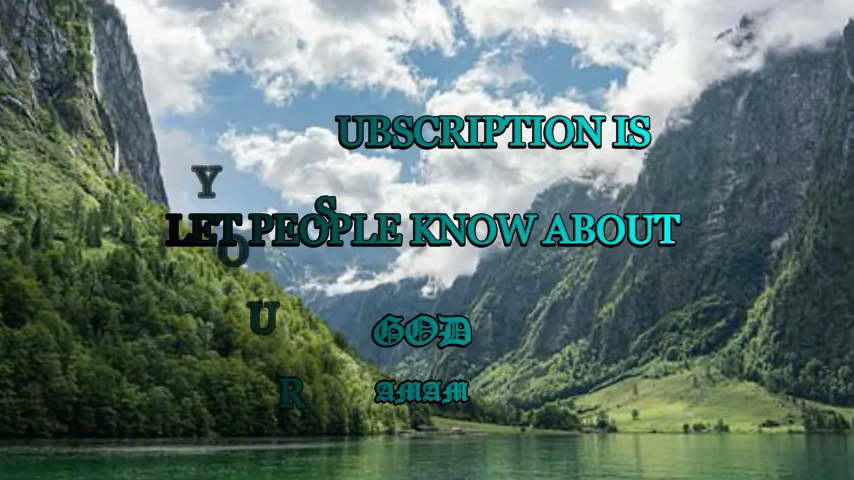 UBSCRIPTION IS
Y
S
LET PEOPLE KNOW ABOUT
O
U
GOD
R
AMAM